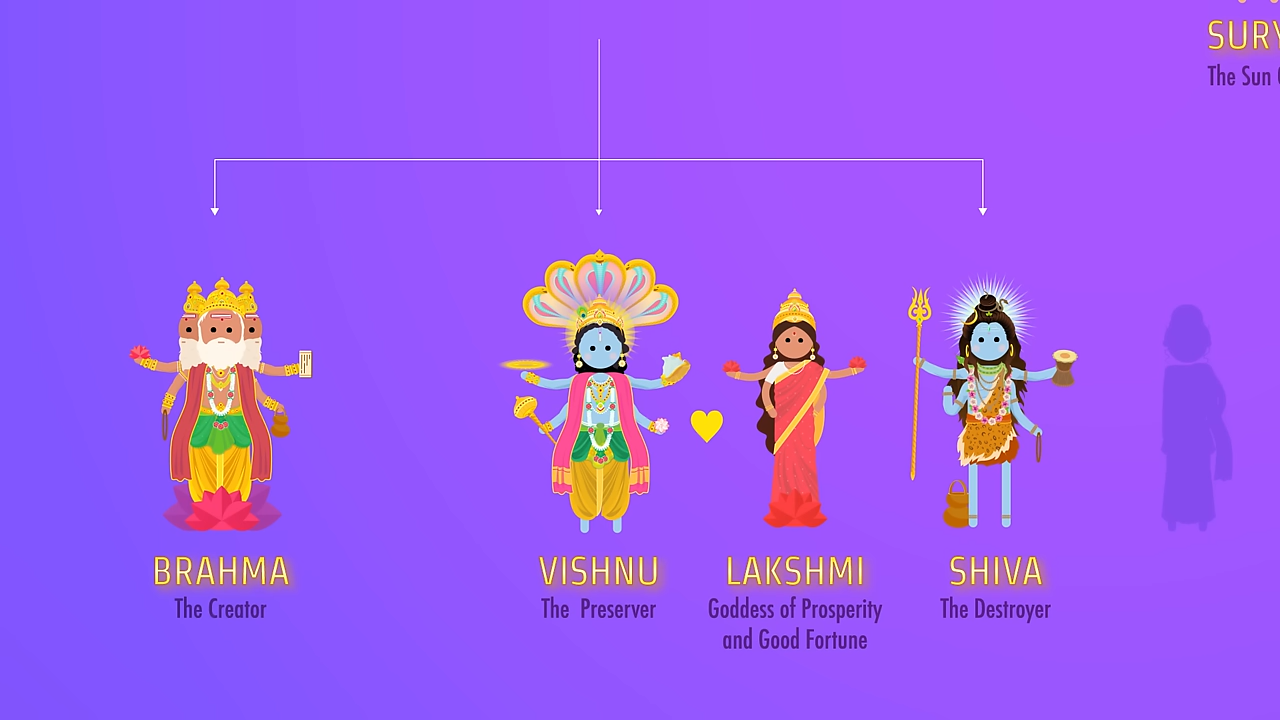 SURY
The Sun
BRAHMA
The Creator
VISHNU
The Preserver
LAKSHMI
Goddess of Prosperity
and Good Fortune
SHIVA
The Destroyer